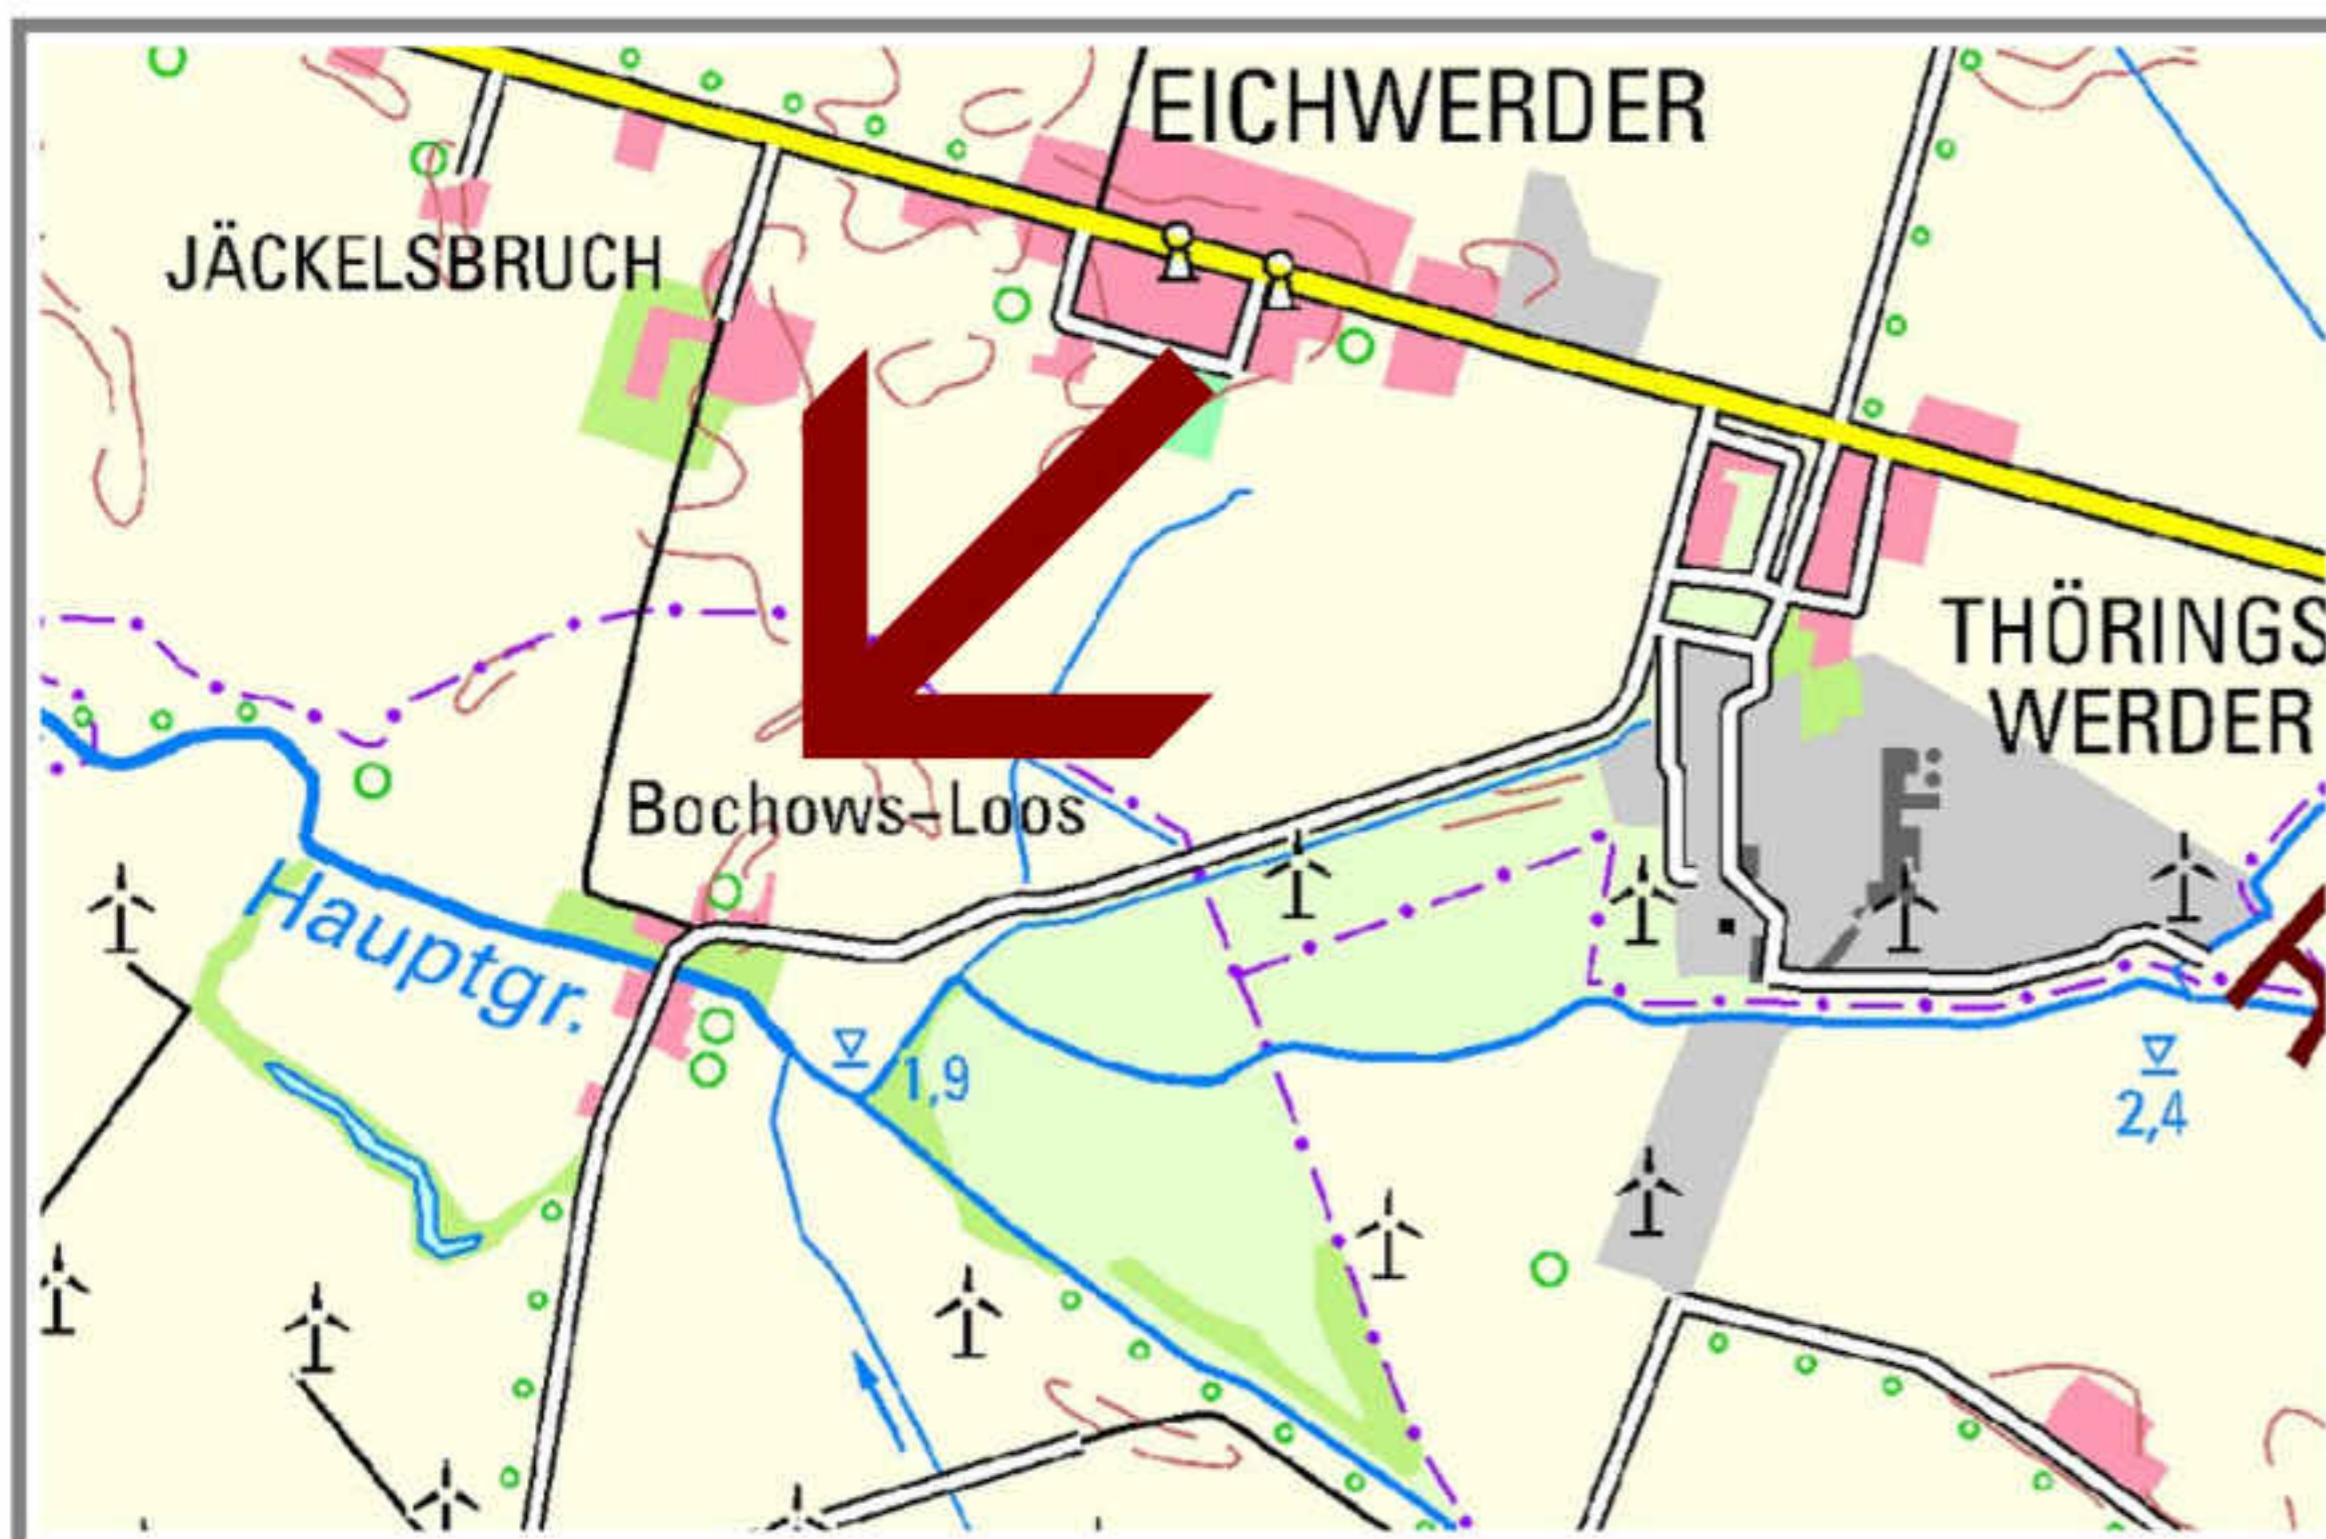 EICHWERDER
JÄCKELSBRUCH
THÖRINGS
WERDER
Bochows-Loos
Hauptgr.
1,9
2,4